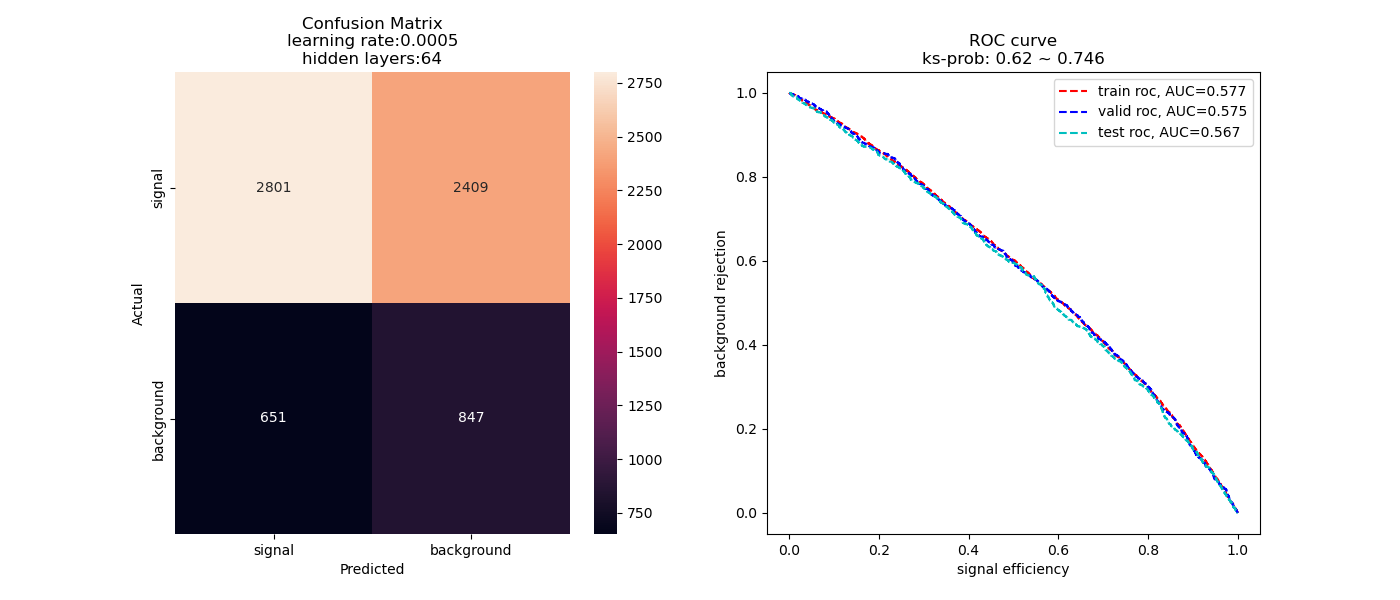 Confusion Matrix
learning rate:0.0005
hidden layers:64
signal
background
Actual
2801
2409
651
847
signal
background
Predicted
2750
2500
2250
2000
1750
1500
1250
1000
750
ROC curve
ks-prob: 0.62 ~ 0.746
train roc, AUC=0.577
valid roc, AUC=0.575
test roc, AUC=0.567
background rejection
1.0
0.8
0.6
0.4
0.2
0.0
0.0
0.2
0.4
0.6
0.8
1.0
signal efficiency